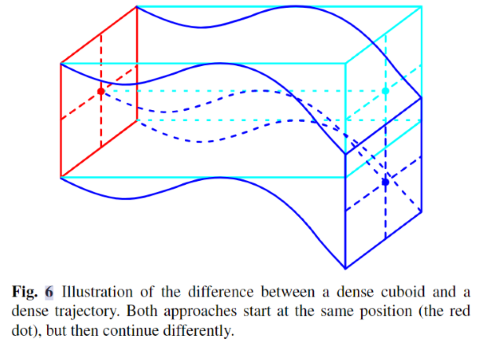 Fig. 6 Illustration of the difference between a dense cuboid and a
dense trajectory. Both approaches start at the same position (the red
dot), but then continue differently.